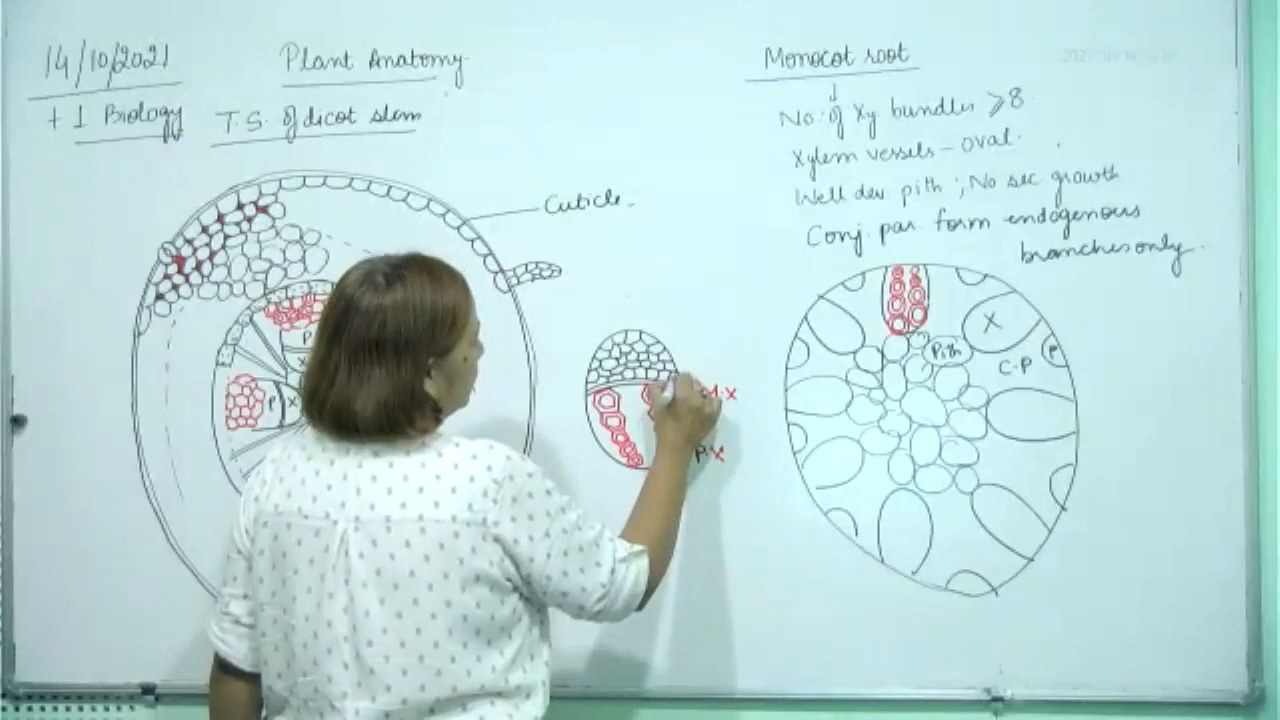 14/10/2021
Plant Anatomy
+1 Biology
T.S. of dicot stem
Cuticle
P
X
P
X
M.X
P.X
Monocot root
No. of Xy bundles ⩾8
Xylem vessels - oval.
Well dev pith ; No sec. growth
Conj. par. form endogenous
branches only.
X
Pith
P
C-P